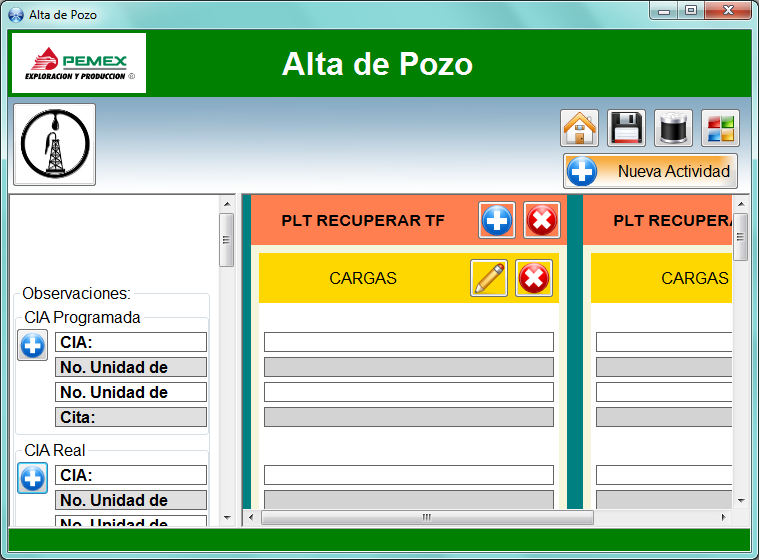 Alta de Pozo
PEMEX
EXPLORACION Y PRODUCCION ®
Alta de Pozo
Nueva Actividad
PLT RECUPERAR TF
PLT RECUPERA
CARGAS
CARGAS
Observaciones:
CIA Programada
CIA:
No. Unidad de
No. Unidad de
Cita:
CIA Real
CIA:
No. Unidad de
No. Unidad de